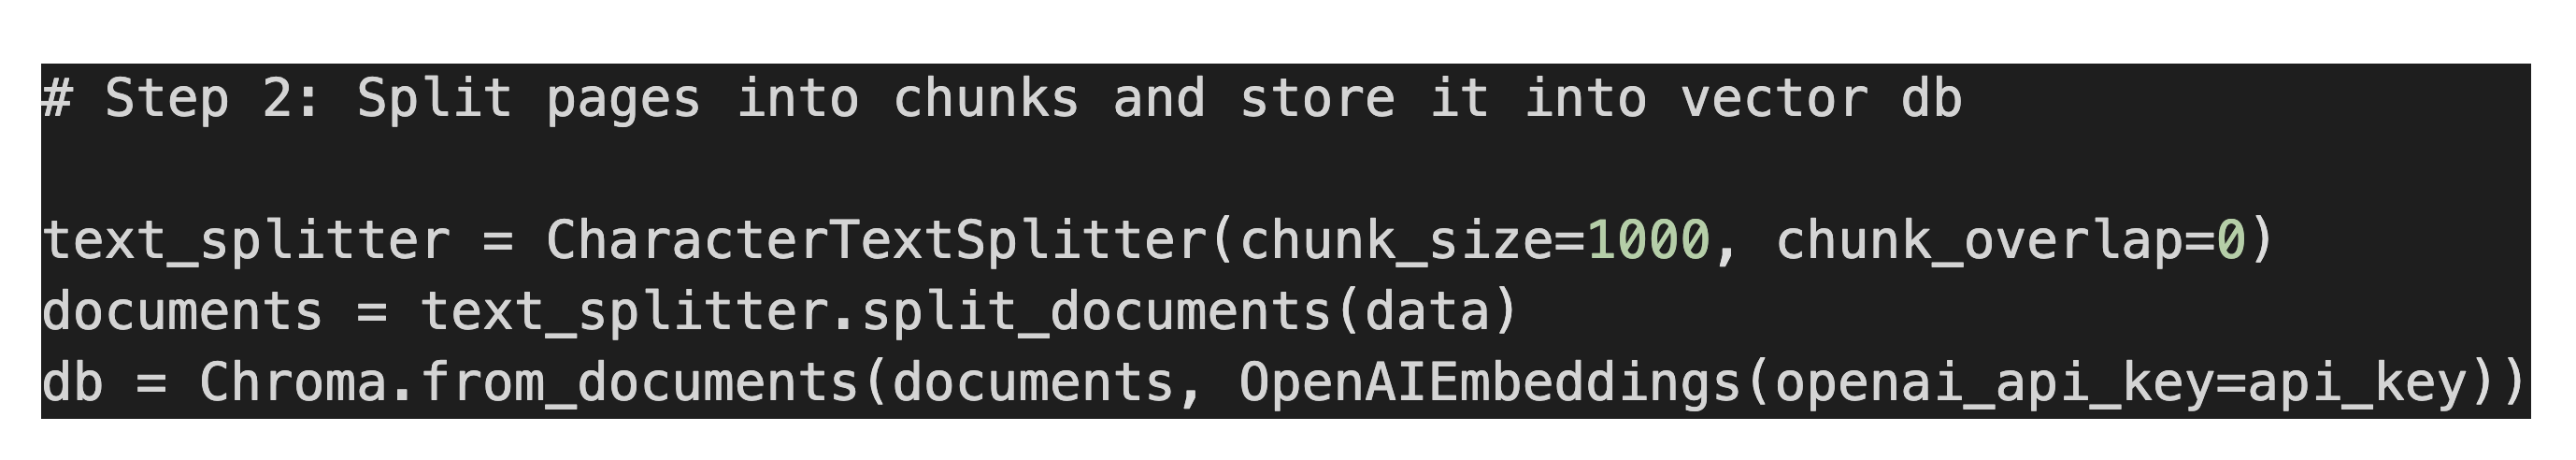 # Step 2: Split pages into chunks and store it into vector db
text_splitter = CharacterTextSplitter(chunk_size=1000, chunk_overlap=0)
documents = text_splitter.split_documents(data)
db = Chroma.from_documents(documents, OpenAIEmbeddings(openai_api_key=api_key))